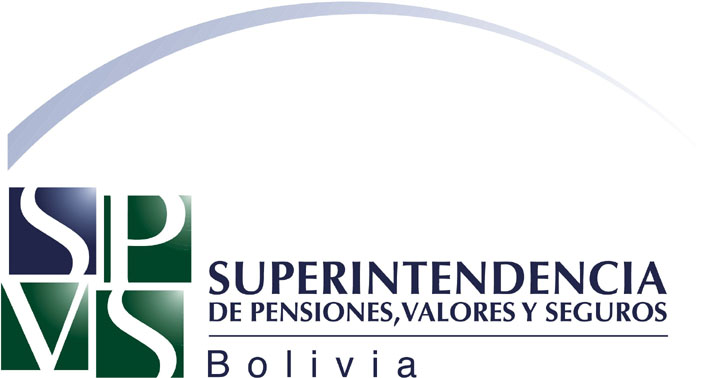 SP
VS
SUPERINTENDENCIA
DE PENSIONES, VALORES Y SEGUROS
Bolivia